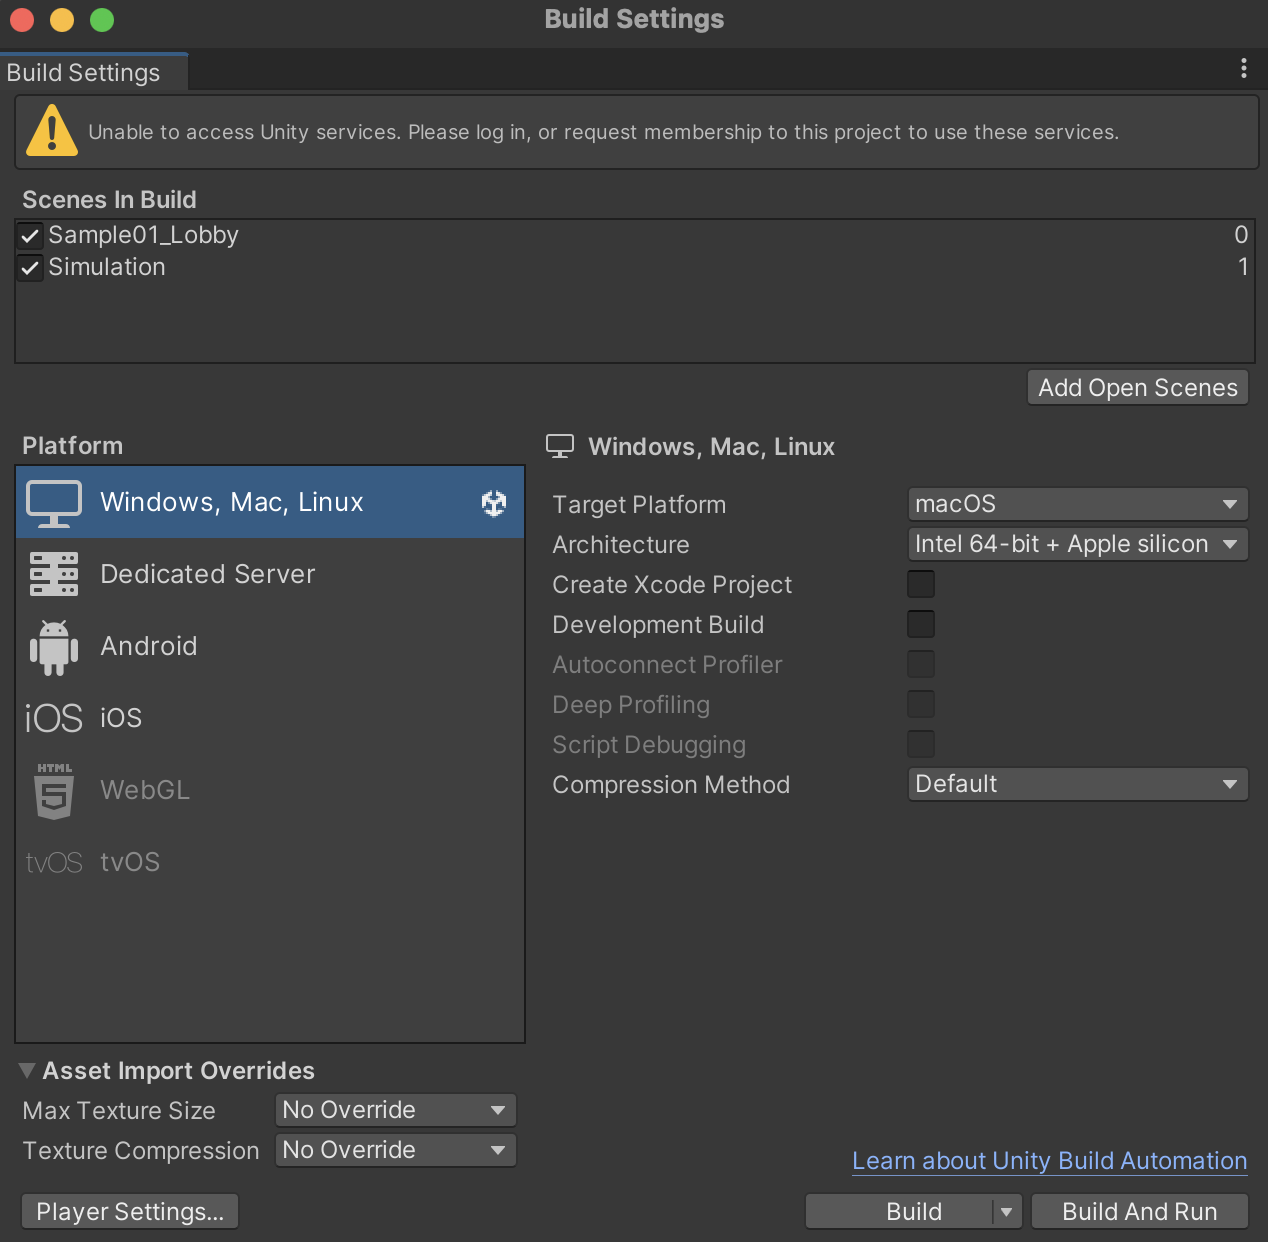 Build Settings
Build Settings
Unable to access Unity services. Please log in, or request membership to this project to use these services.
Scenes In Build
Sample01_Lobby 0
Simulation 1
Add Open Scenes
Platform
Windows, Mac, Linux
Dedicated Server
Android
iOS iOS
HTML 5 WebGL
tvOS tvOS
Windows, Mac, Linux
Target Platform macOS
Architecture Intel 64-bit + Apple silicon
Create Xcode Project
Development Build
Autoconnect Profiler
Deep Profiling
Script Debugging
Compression Method Default
Asset Import Overrides
Max Texture Size No Override
Texture Compression No Override
Learn about Unity Build Automation
Player Settings... Build Build And Run